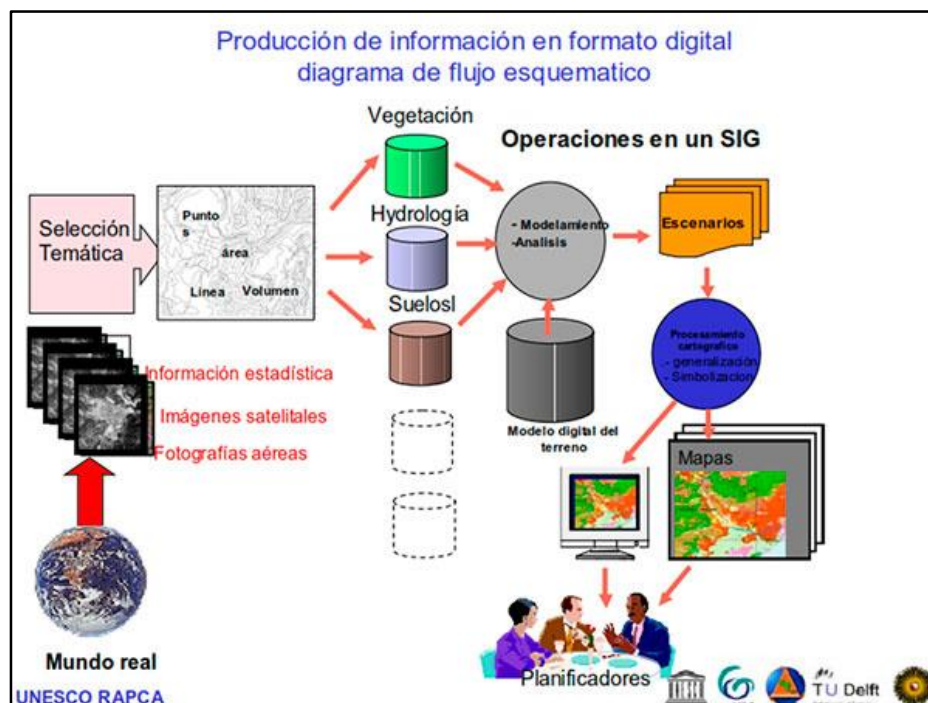 Producción de información en formato digital
diagrama de flujo esquematico
Vegetación
Operaciones en un SIG
Hydrología
Selección
Temática
Punto
s
área
Línea
Volumen
- Modelamiento
-Analisis
Escenarios
Suelosl
Procesamiento
cartografico
.- generalización
- Simbolizacion
Información estadística
Imágenes satelitales
Fotografías aéreas
Modelo digital del
terreno
Mapas
Mundo real
Planificadores
UNESCO RAPCA
TU Delft